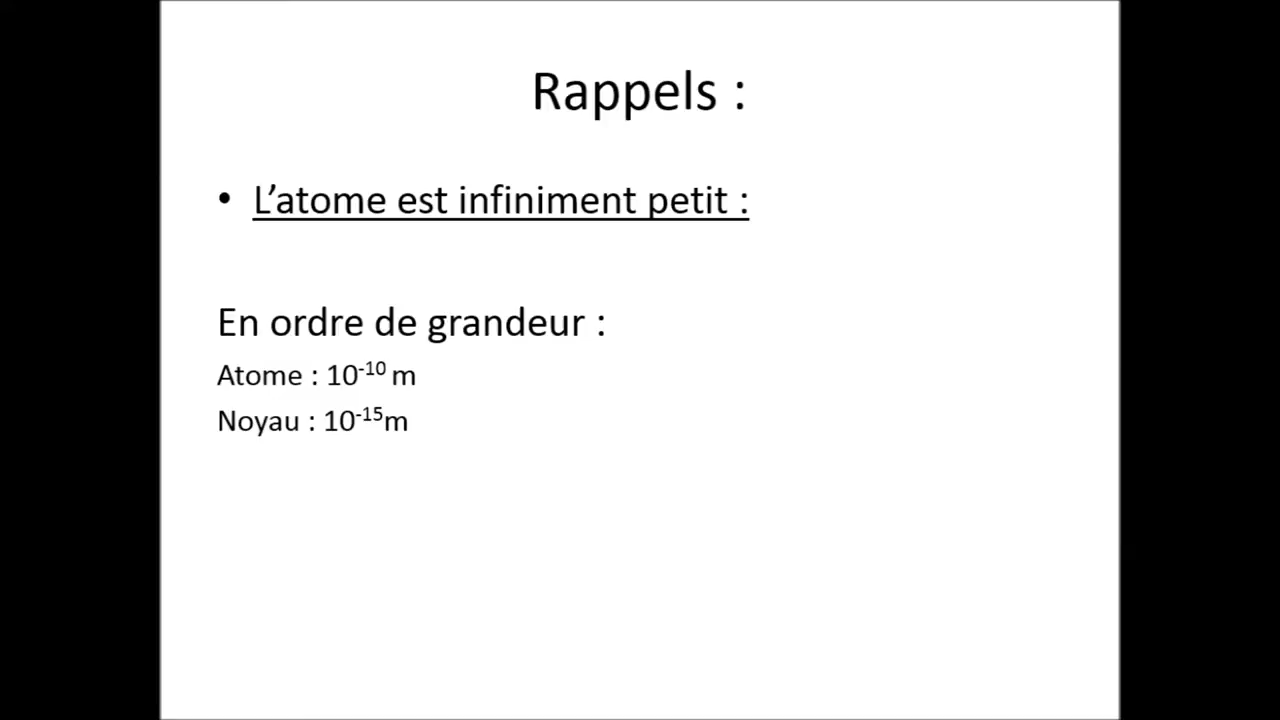 Rappels :
• L’atome est infiniment petit :
En ordre de grandeur :
Atome : 10⁻¹⁰ m
Noyau : 10⁻¹⁵m